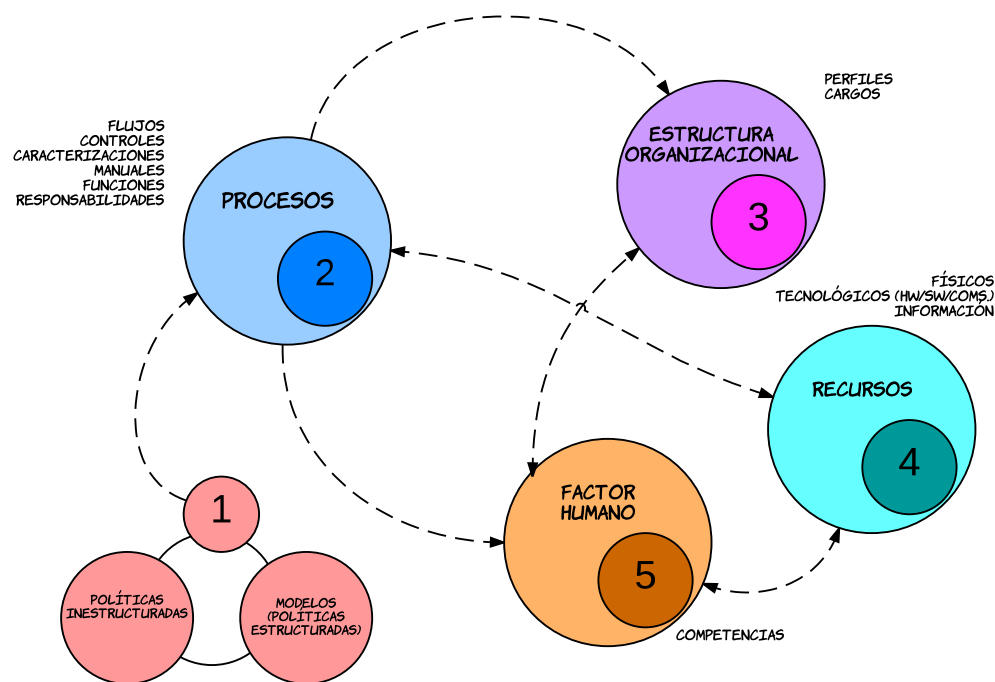 PERFILES
CARGOS
FLUJOS
CONTROLES
CARACTERIZACIONES
MANUALES
FUNCIONES
RESPONSABILIDADES
ESTRUCTURA
ORGANIZACIONAL
3
PROCESOS
2
FÍSICOS
TECNOLÓGICOS (HW/SW/COMS.)
INFORMACIÓN
RECURSOS
4
FACTOR
HUMANO
5
COMPETENCIAS
1
POLÍTICAS
INESTRUCTURADAS
MODELOS
(POLÍTICAS
ESTRUCTURADAS)